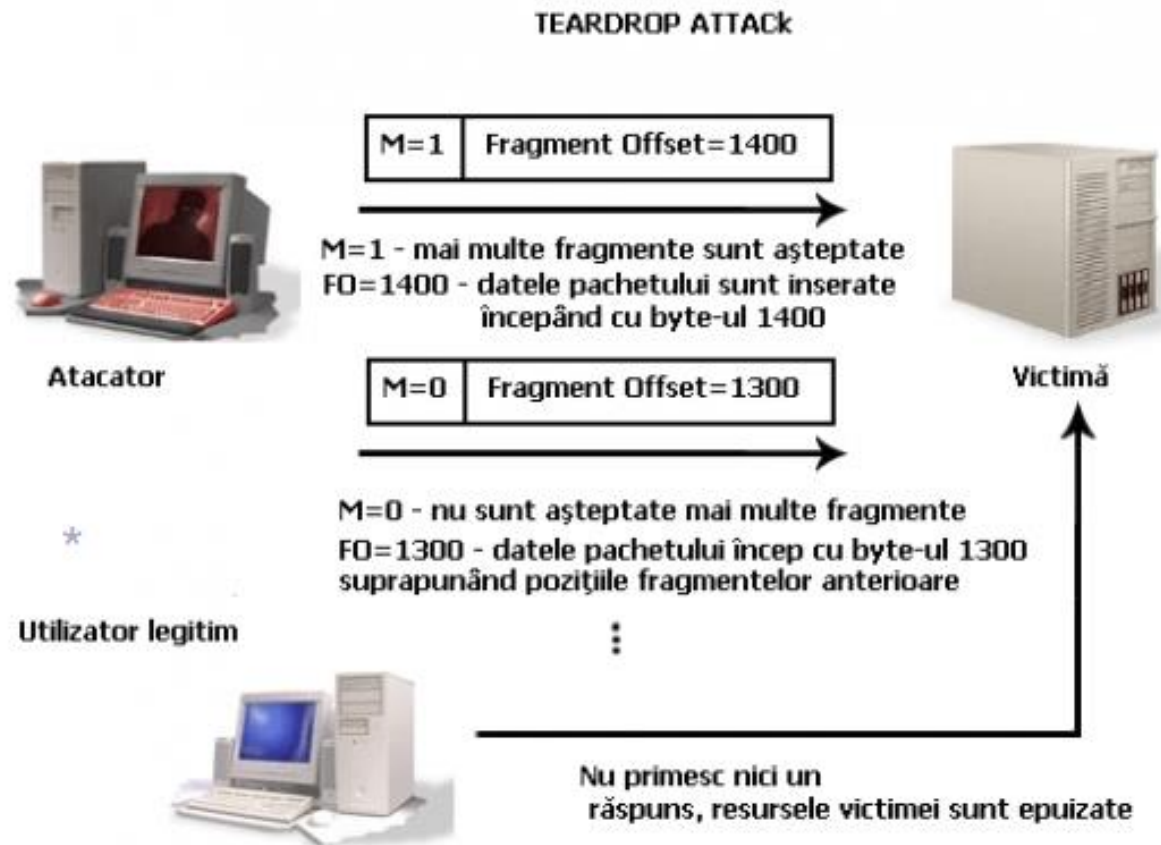 TEARDROP ATTACk
M=1 Fragment Offset=1400
M=1 - mai multe fragmente sunt aşteptate
FO=1400 - datele pachetului sunt inserate
începând cu byte-ul 1400
Atacator
Victimă
M=0 Fragment Offset=1300
M=0 - nu sunt aşteptate mai multe fragmente
FO=1300 - datele pachetului încep cu byte-ul 1300
suprapunând poziţiile fragmentelor anterioare
*
Utilizator legitim
Nu primesc nici un
răspuns, resursele victimei sunt epuizate